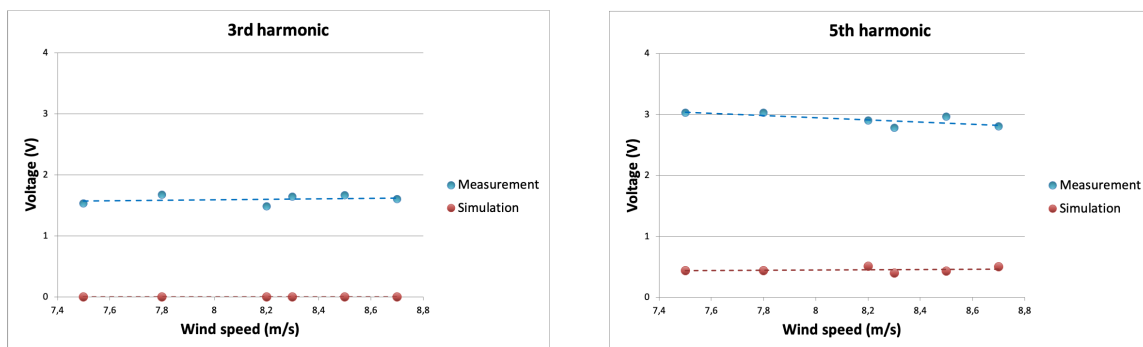 3rd harmonic
4
3
2
1
0
Voltage (V)
7,4
7,6
7,8
8
8,2
8,4
8,6
8,8
Wind speed (m/s)
Measurement
Simulation
5th harmonic
4
3
2
1
0
Voltage (V)
7,4
7,6
7,8
8
8,2
8,4
8,6
8,8
Wind speed (m/s)
Measurement
Simulation